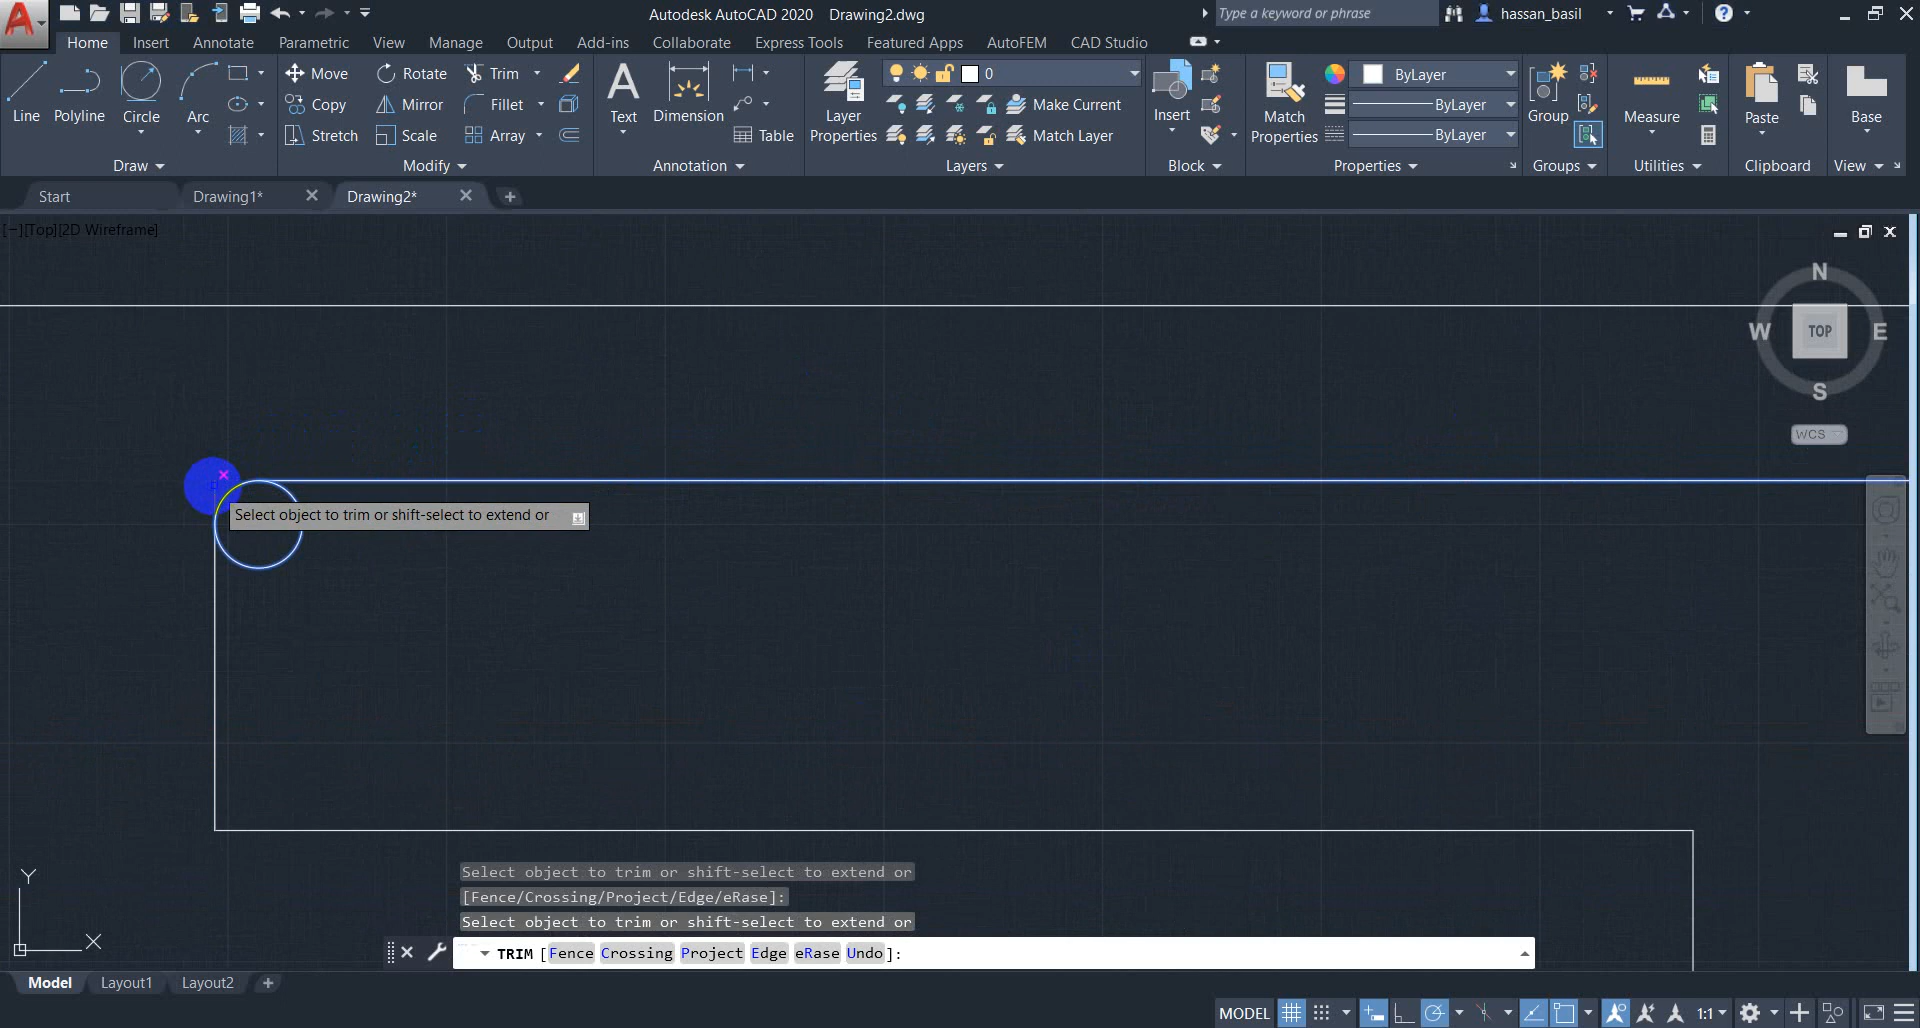 Autodesk AutoCAD 2020 Drawing2.dwg
Type a keyword or phrase
hassan_basil
Home Insert Annotate Parametric View Manage Output Add-ins Collaborate Express Tools Featured Apps AutoFEM CAD Studio
Line Polyline Circle Arc
Move Rotate Trim
Copy Mirror Fillet
Stretch Scale Array
Text Dimension Table
Layer Properties
0
Make Current
Match Layer
Insert
Match Properties
ByLayer
ByLayer
ByLayer
Group Measure Paste Base
Draw Modify Annotation Layers Block Properties Groups Utilities Clipboard View
Start Drawing1* Drawing2*
[−][Top][2D Wireframe]
N
W TOP E
S
WCS
Select object to trim or shift-select to extend or
Select object to trim or shift-select to extend or
[Fence/Crossing/Project/Edge/eRase]:
Select object to trim or shift-select to extend or
TRIM [Fence Crossing Project Edge eRase Undo]:
Y
X
Model Layout1 Layout2
MODEL 1:1